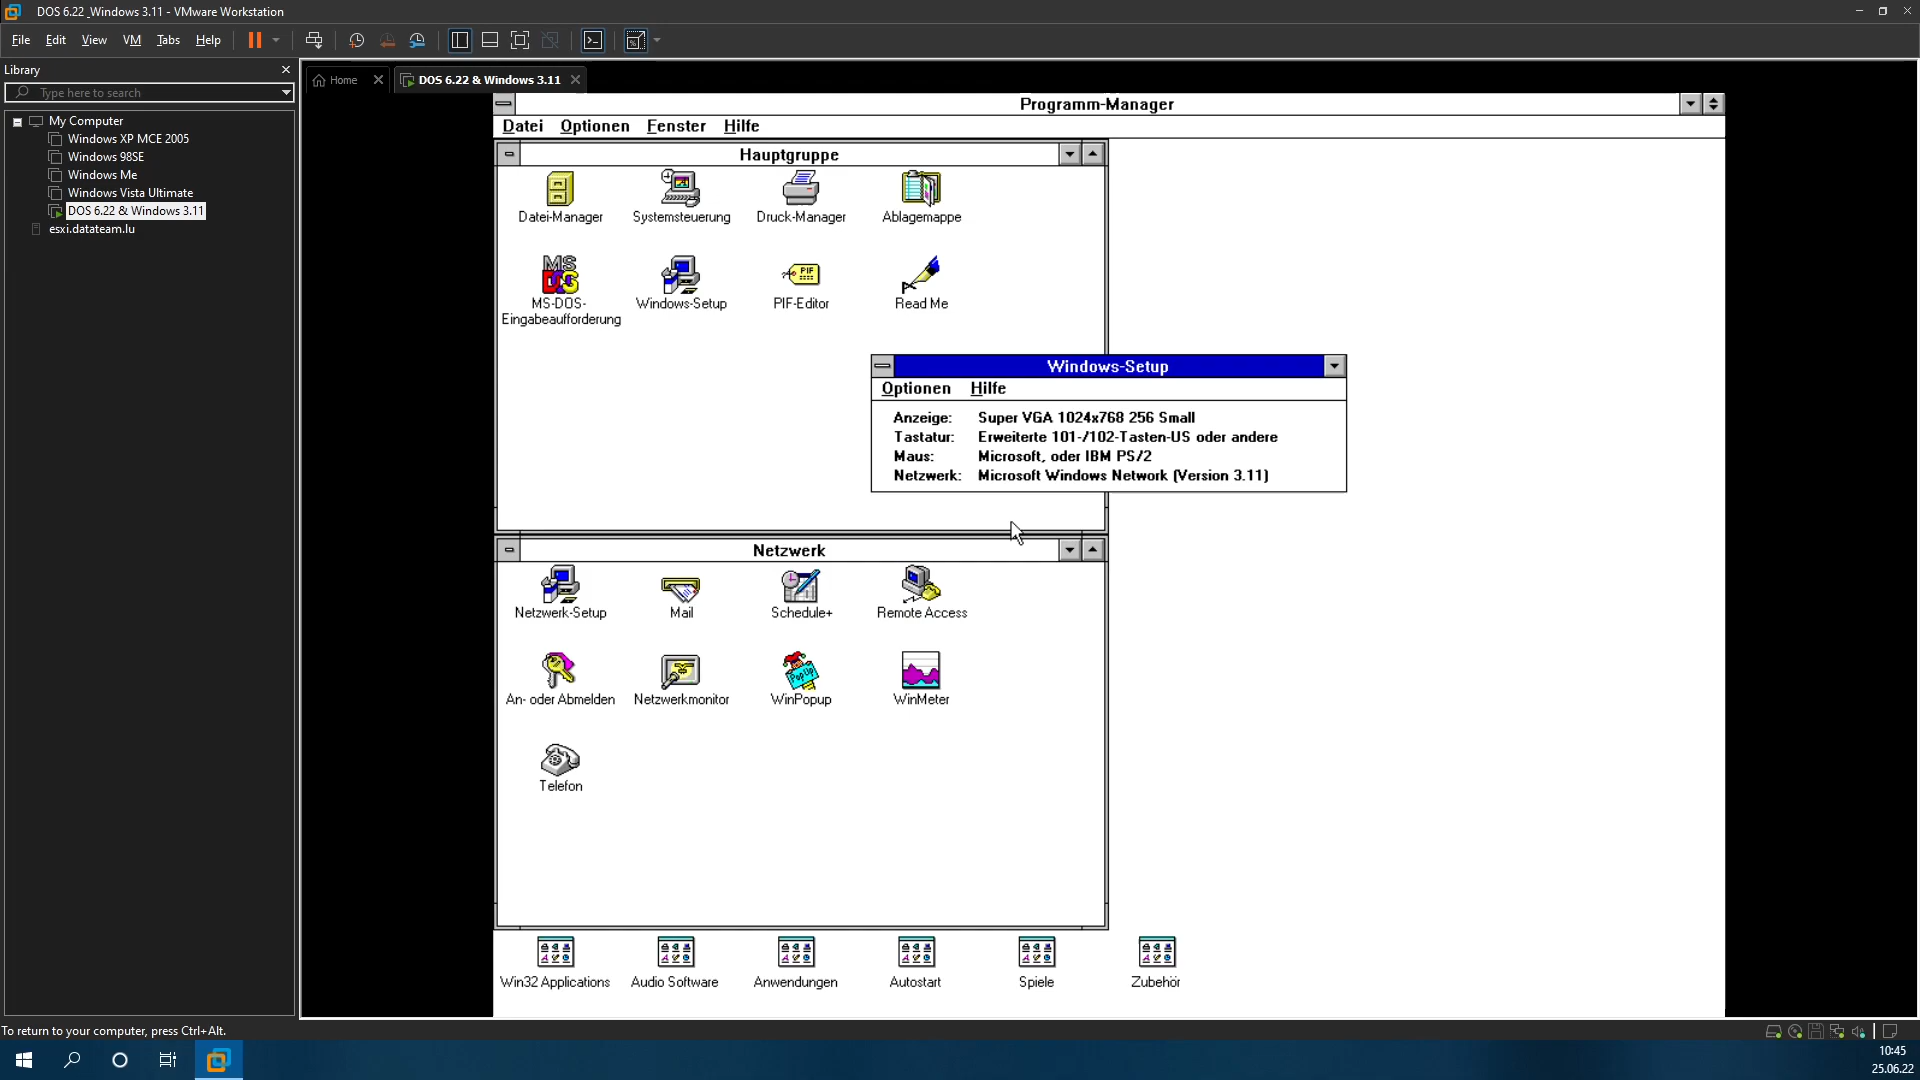 DOS 6.22_Windows 3.11 - VMware Workstation
File Edit View VM Tabs Help
Library
Type here to search
My Computer
Windows XP MCE 2005
Windows 98SE
Windows Me
Windows Vista Ultimate
DOS 6.22 & Windows 3.11
esxi.datateam.lu
Home
DOS 6.22 & Windows 3.11
Programm-Manager
Datei Optionen Fenster Hilfe
Hauptgruppe
Datei-Manager Systemsteuerung Druck-Manager Ablagemappe
MS
DOS
PIF
MS-DOS-
Eingabeaufforderung
Windows-Setup PIF-Editor Read Me
Windows-Setup
Optionen Hilfe
Anzeige: Super VGA 1024x768 256 Small
Tastatur: Erweiterte 101-/102-Tasten-US oder andere
Maus: Microsoft, oder IBM PS/2
Netzwerk: Microsoft Windows Network (Version 3.11)
Netzwerk
Netzwerk-Setup Mail Schedule+ Remote Access
PopUp
An- oder Abmelden Netzwerkmonitor WinPopup WinMeter
Telefon
Win32 Applications Audio Software Anwendungen Autostart Spiele Zubehör
To return to your computer, press Ctrl+Alt.
10:45
25.06.22